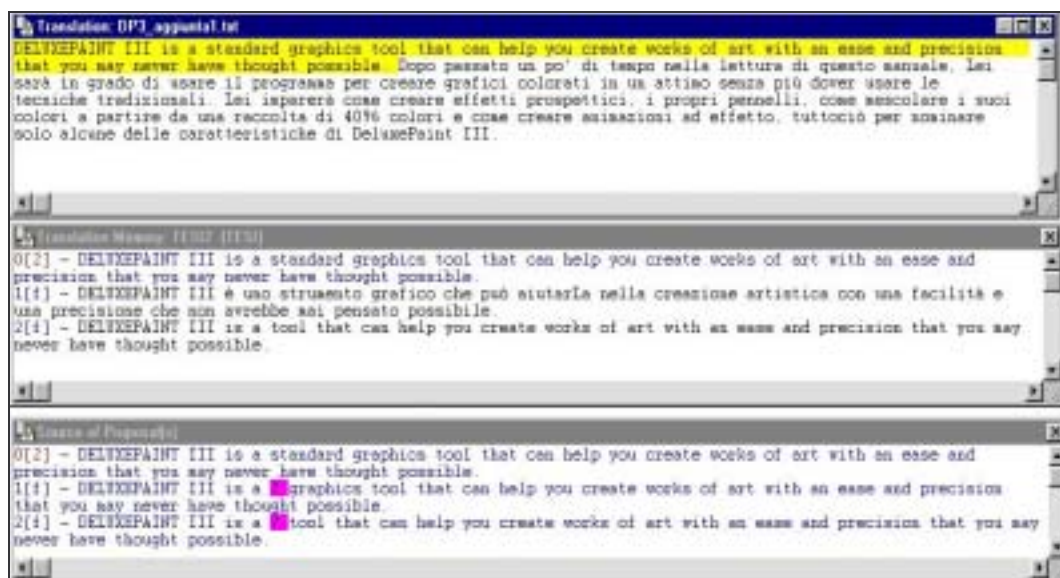 Translation: DP3_aggiunta1.txt
DELUXEPAINT III is a standard graphics tool that can help you create works of art with an ease and precision
that you may never have thought possible. Dopo passato un po' di tempo nella lettura di questo manuale, Lei
sarà in grado di usare il programma per creare grafici colorati in un attimo senza più dover usare le
tecniche tradizionali. Lei imparerà come creare effetti prospettici, i propri pennelli, come mescolare i suoi
colori a partire da una raccolta di 4096 colori e come creare animazioni ad effetto, tuttociò per nominare
solo alcune delle caratteristiche di DeluxePaint III.
Translation Memory:
0[2] - DELUXEPAINT III is a standard graphics tool that can help you create works of art with an ease and
precision that you may never have thought possible.
1[f] - DELUXEPAINT III è uno strumento grafico che può aiutarLa nella creazione artistica con una facilità e
una precisione che non avrebbe mai pensato possibile.
2[f] - DELUXEPAINT III is a tool that can help you create works of art with an ease and precision that you may
never have thought possible.
Source of Proposal(s)
0[2] - DELUXEPAINT III is a standard graphics tool that can help you create works of art with an ease and
precision that you may never have thought possible.
1[f] - DELUXEPAINT III is a graphics tool that can help you create works of art with an ease and precision
that you may never have thought possible.
2[f] - DELUXEPAINT III is a tool that can help you create works of art with an ease and precision that you may
never have thought possible.